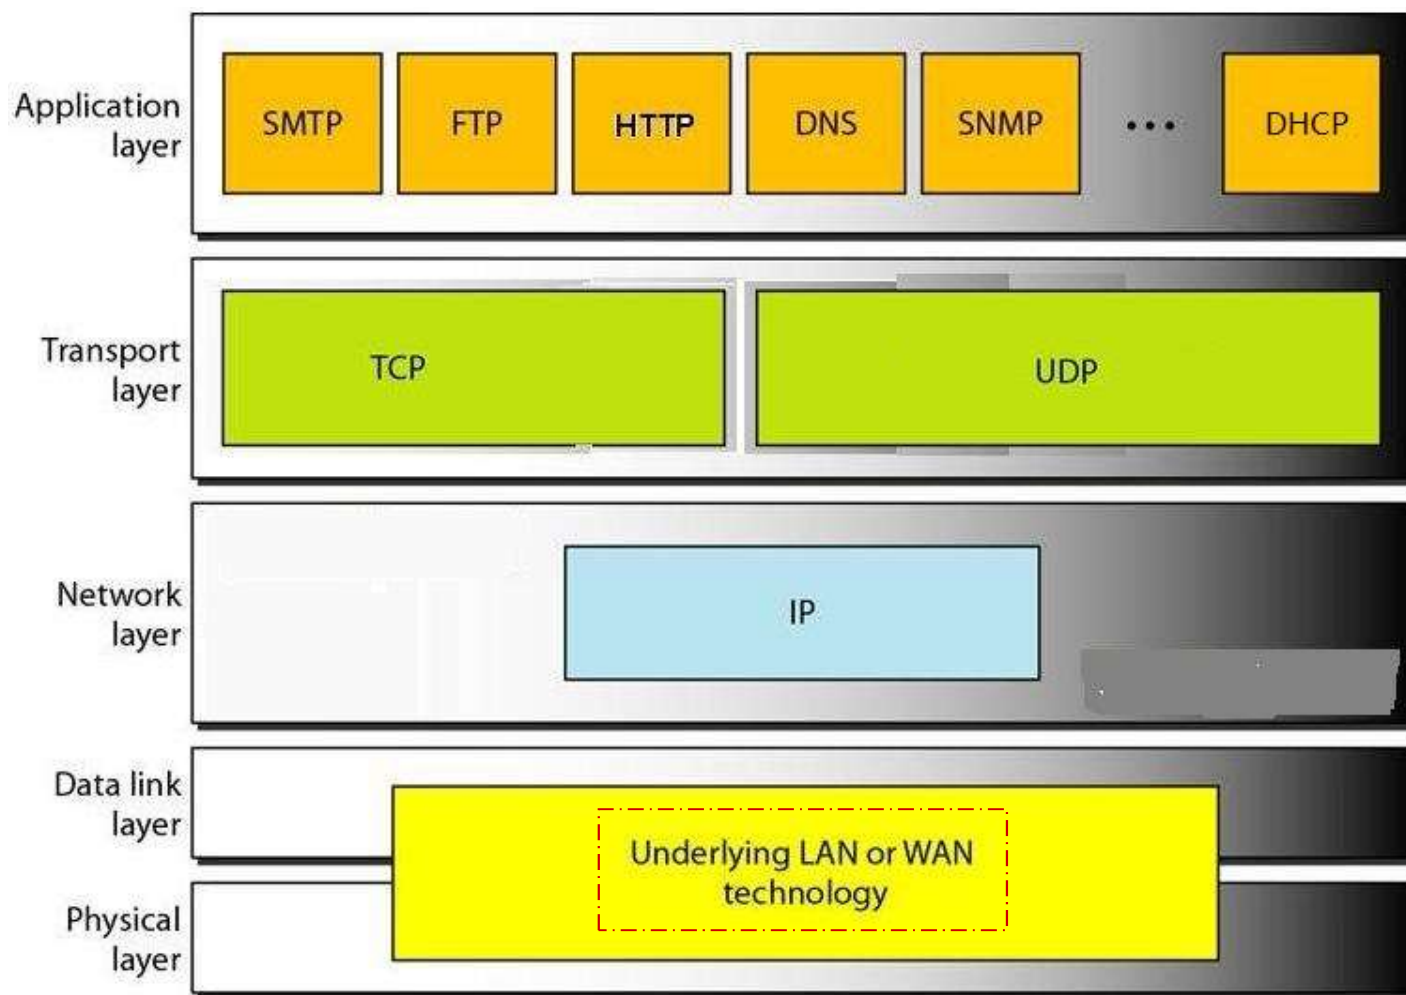 Application
layer
SMTP
FTP
HTTP
DNS
SNMP
•••
DHCP
Transport
layer
TCP
UDP
Network
layer
IP
Data link
layer
Underlying LAN or WAN
technology
Physical
layer